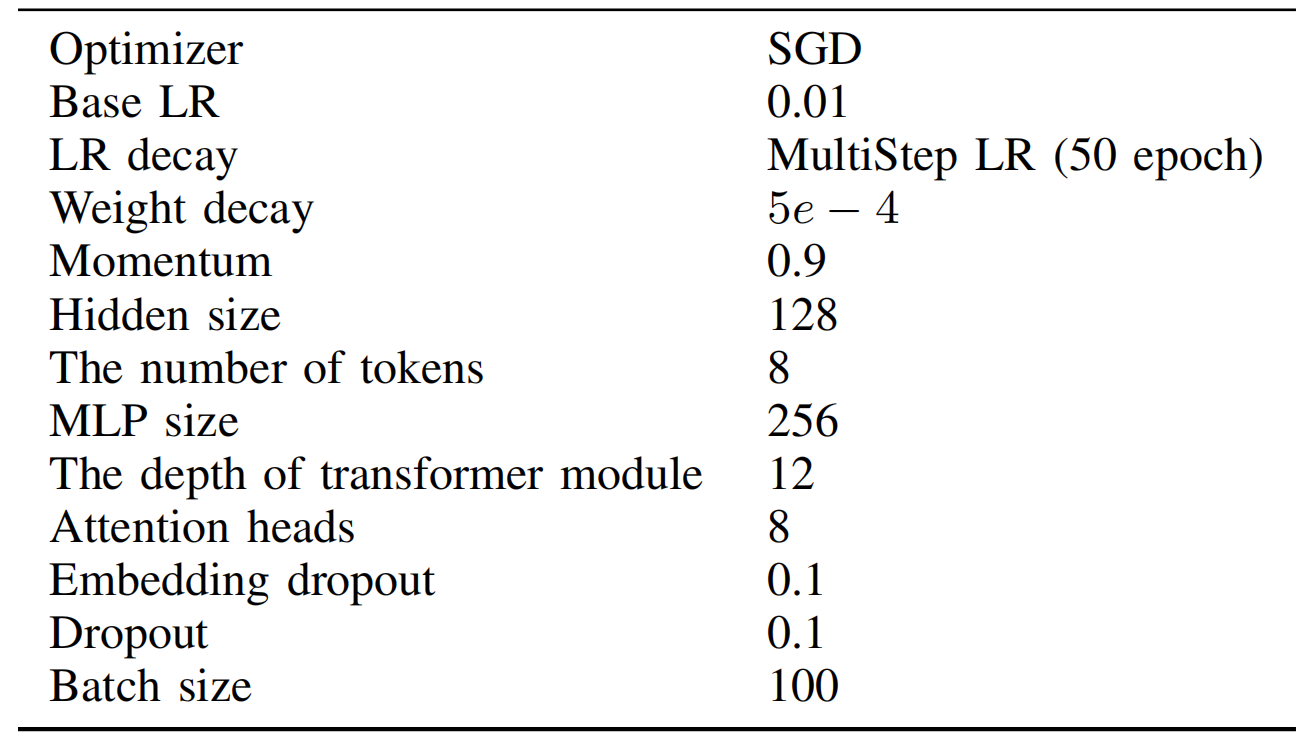 Optimizer SGD
Base LR 0.01
LR decay MultiStep LR (50 epoch)
Weight decay 5e − 4
Momentum 0.9
Hidden size 128
The number of tokens 8
MLP size 256
The depth of transformer module 12
Attention heads 8
Embedding dropout 0.1
Dropout 0.1
Batch size 100